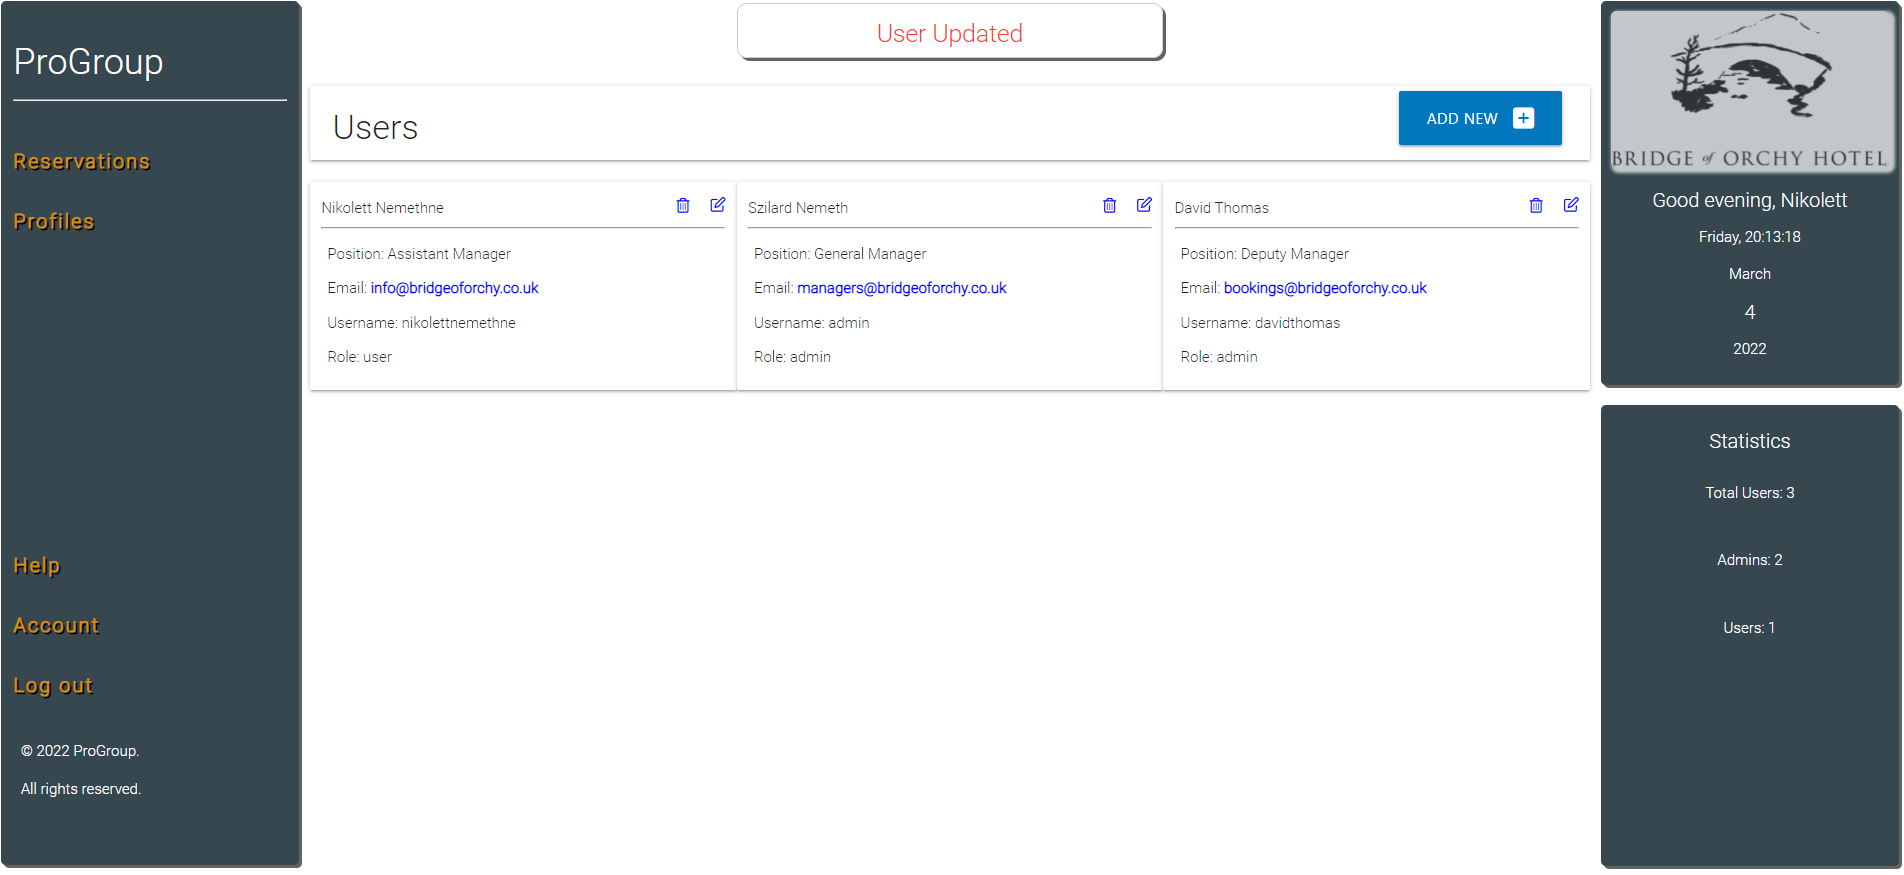 ProGroup
Reservations
Profiles
Help
Account
Log out
© 2022 ProGroup.
All rights reserved.
User Updated
Users
ADD NEW
Nikolett Nemethne
Position: Assistant Manager
Email: info@bridgeoforchy.co.uk
Username: nikolettnemethne
Role: user
Szilard Nemeth
Position: General Manager
Email: managers@bridgeoforchy.co.uk
Username: admin
Role: admin
David Thomas
Position: Deputy Manager
Email: bookings@bridgeoforchy.co.uk
Username: davidthomas
Role: admin
BRIDGE of ORCHY HOTEL
Good evening, Nikolett
Friday, 20:13:18
March
4
2022
Statistics
Total Users: 3
Admins: 2
Users: 1